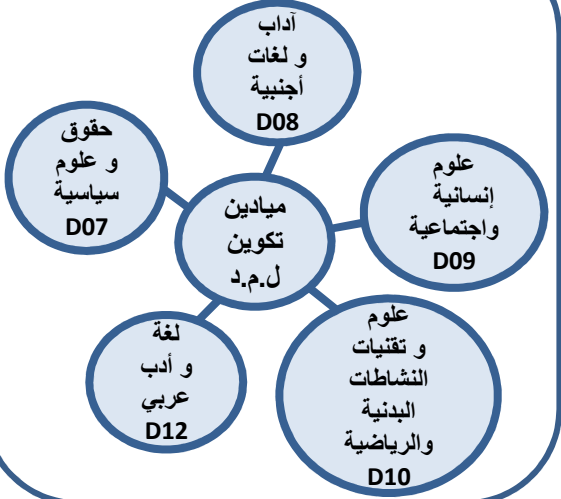 آداب
و لغات
أجنبية
D08
حقوق
و علوم
سياسية
D07
علوم
إنسانية
واجتماعية
D09
ميادين
تكوين
ل.م.د
لغة
و أدب
عربي
D12
علوم
و تقنيات
النشاطات
البدنية
والرياضية
D10